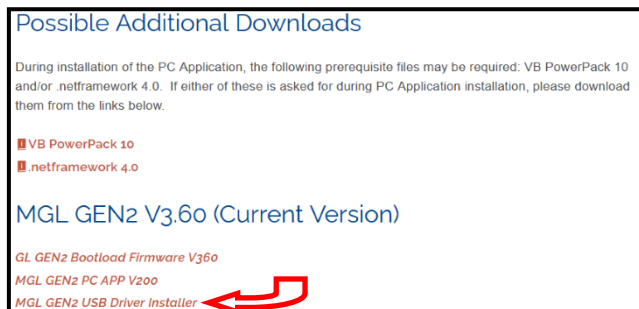 Possible Additional Downloads
During installation of the PC Application, the following prerequisite files may be required: VB PowerPack 10
and/or .netframework 4.0. If either of these is asked for during PC Application installation, please download
them from the links below.
VB PowerPack 10
.netframework 4.0
MGL GEN2 V3.60 (Current Version)
GL GEN2 Bootload Firmware V360
MGL GEN2 PC APP V200
MGL GEN2 USB Driver Installer